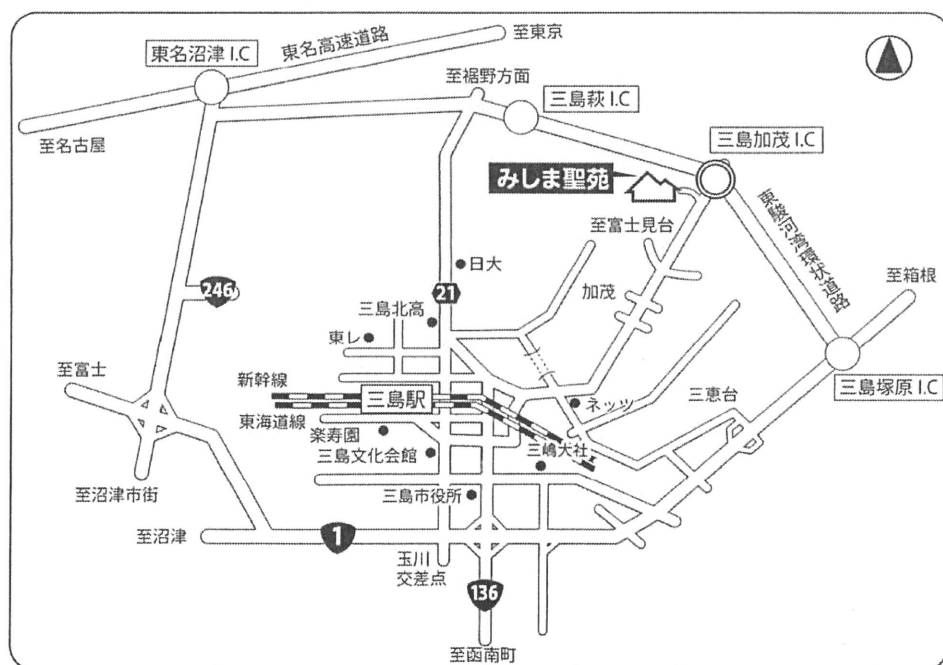 至東京
東名高速道路
東名沼津 I.C
至裾野方面
三島萩 I.C
至名古屋
三島加茂 I.C
みしま聖苑
至富士見台
東駿河湾環状道路
日大
加茂
至箱根
246
21
三島北高
東レ
至富士
新幹線
三島駅
ネッツ
三恵台
三島塚原 I.C
東海道線
楽寿園
三島文化会館
三嶋大社
至沼津市街
三島市役所
至沼津
1
玉川
交差点
136
至函南町